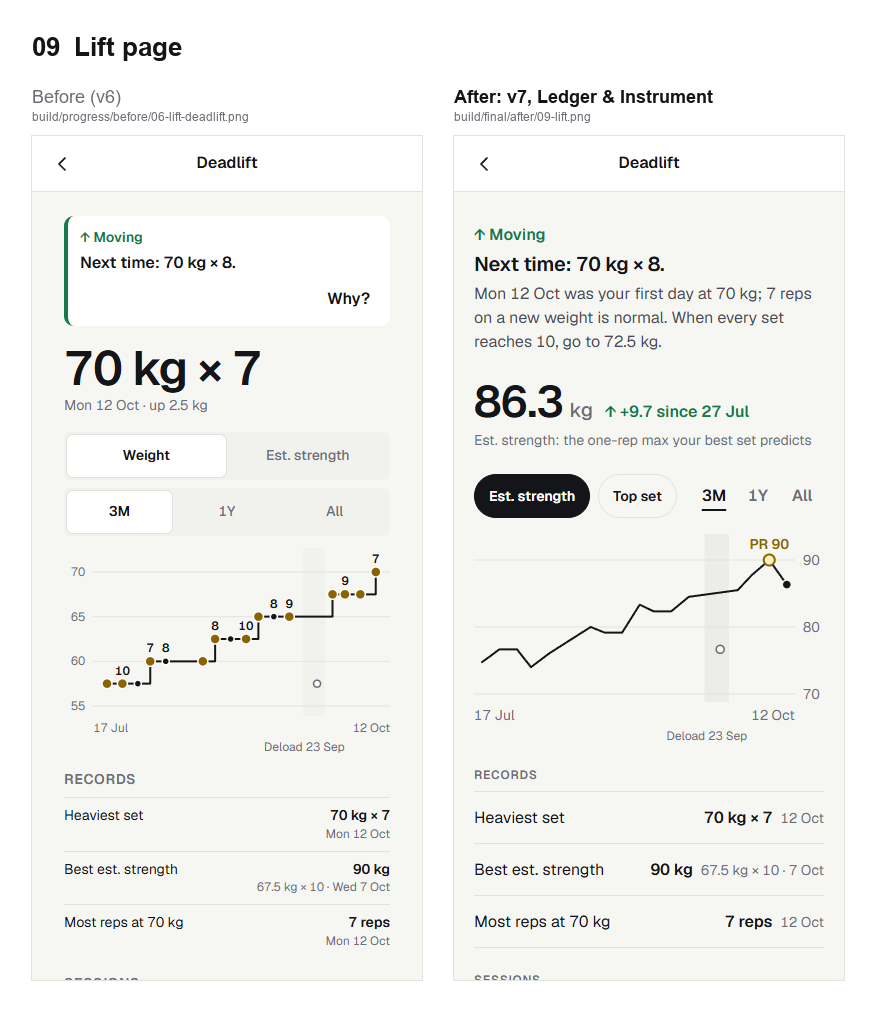 09 Lift page
Before (v6)
build/progress/before/06-lift-deadlift.png
Deadlift
↑ Moving
Next time: 70 kg × 8.
Why?
70 kg × 7
Mon 12 Oct · up 2.5 kg
Weight
Est. strength
3M
1Y
All
70
65
60
55
10
7
8
8
10
8
9
9
7
17 Jul
12 Oct
Deload 23 Sep
RECORDS
Heaviest set
70 kg × 7
Mon 12 Oct
Best est. strength
90 kg
67.5 kg × 10 · Wed 7 Oct
Most reps at 70 kg
7 reps
Mon 12 Oct
SESSIONS
After: v7, Ledger & Instrument
build/final/after/09-lift.png
Deadlift
↑ Moving
Next time: 70 kg × 8.
Mon 12 Oct was your first day at 70 kg; 7 reps
on a new weight is normal. When every set
reaches 10, go to 72.5 kg.
86.3 kg ↑ +9.7 since 27 Jul
Est. strength: the one-rep max your best set predicts
Est. strength
Top set
3M
1Y
All
PR 90
90
80
70
17 Jul
12 Oct
Deload 23 Sep
RECORDS
Heaviest set
70 kg × 7 12 Oct
Best est. strength
90 kg 67.5 kg × 10 · 7 Oct
Most reps at 70 kg
7 reps 12 Oct
SESSIONS